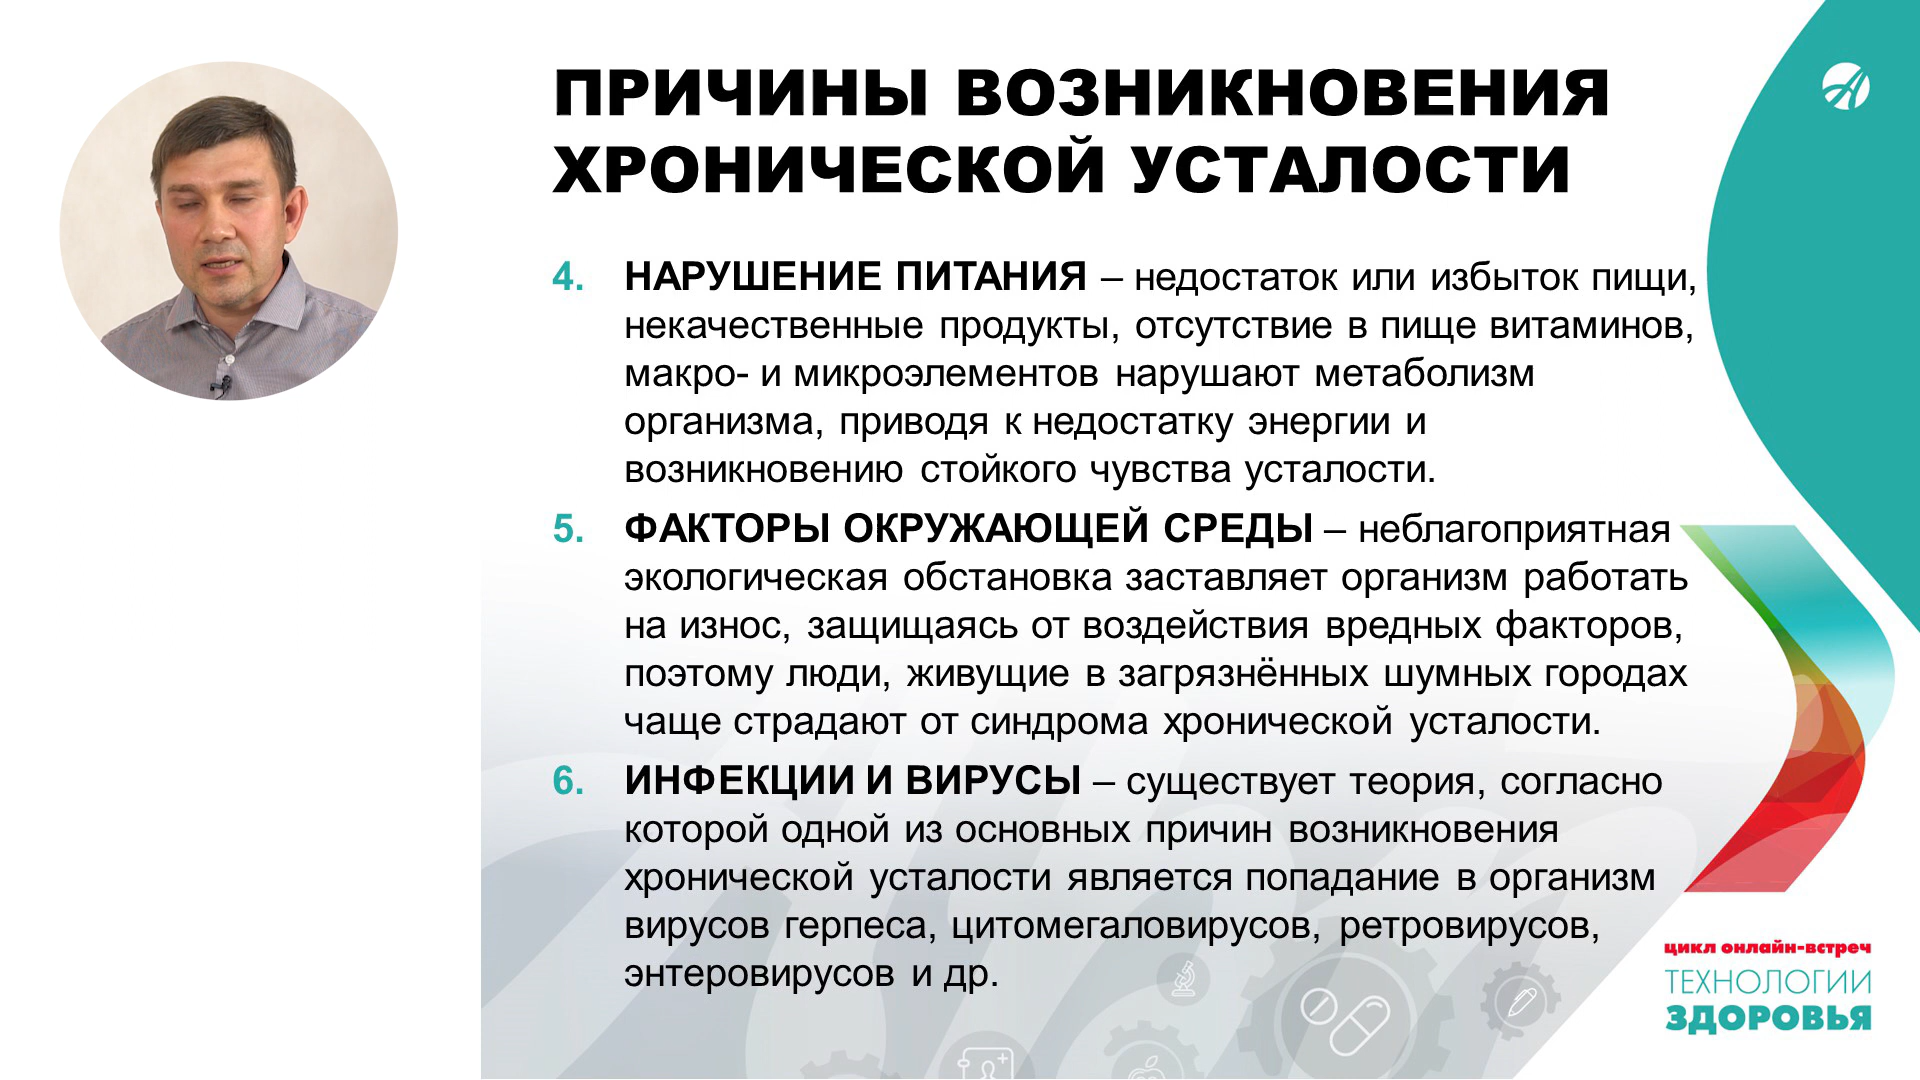 ПРИЧИНЫ ВОЗНИКНОВЕНИЯ
ХРОНИЧЕСКОЙ УСТАЛОСТИ
4. НАРУШЕНИЕ ПИТАНИЯ – недостаток или избыток пищи,
некачественные продукты, отсутствие в пище витаминов,
макро- и микроэлементов нарушают метаболизм
организма, приводя к недостатку энергии и
возникновению стойкого чувства усталости.
5. ФАКТОРЫ ОКРУЖАЮЩЕЙ СРЕДЫ – неблагоприятная
экологическая обстановка заставляет организм работать
на износ, защищаясь от воздействия вредных факторов,
поэтому люди, живущие в загрязнённых шумных городах
чаще страдают от синдрома хронической усталости.
6. ИНФЕКЦИИ И ВИРУСЫ – существует теория, согласно
которой одной из основных причин возникновения
хронической усталости является попадание в организм
вирусов герпеса, цитомегаловирусов, ретровирусов,
энтеровирусов и др.
цикл онлайн-встреч
ТЕХНОЛОГИИ
ЗДОРОВЬЯ